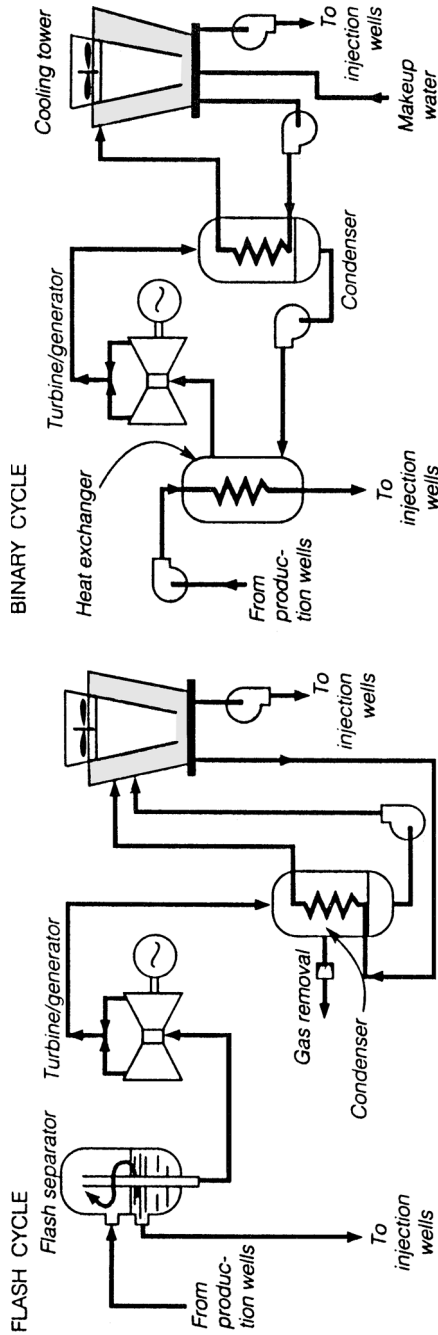 FLASH CYCLE
Flash separator
Turbine/generator
From
produc-
tion wells
To
injection
wells
Gas removal
Condenser
To
injection
wells
BINARY CYCLE
Heat exchanger
Turbine/generator
Cooling tower
From
produc-
tion wells
To
injection
wells
Condenser
Makeup
water
To
injection
wells